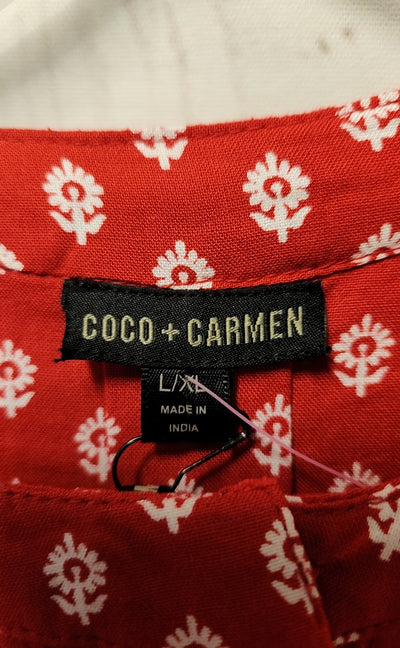 COCO + CARMEN
L/XL
MADE IN
INDIA